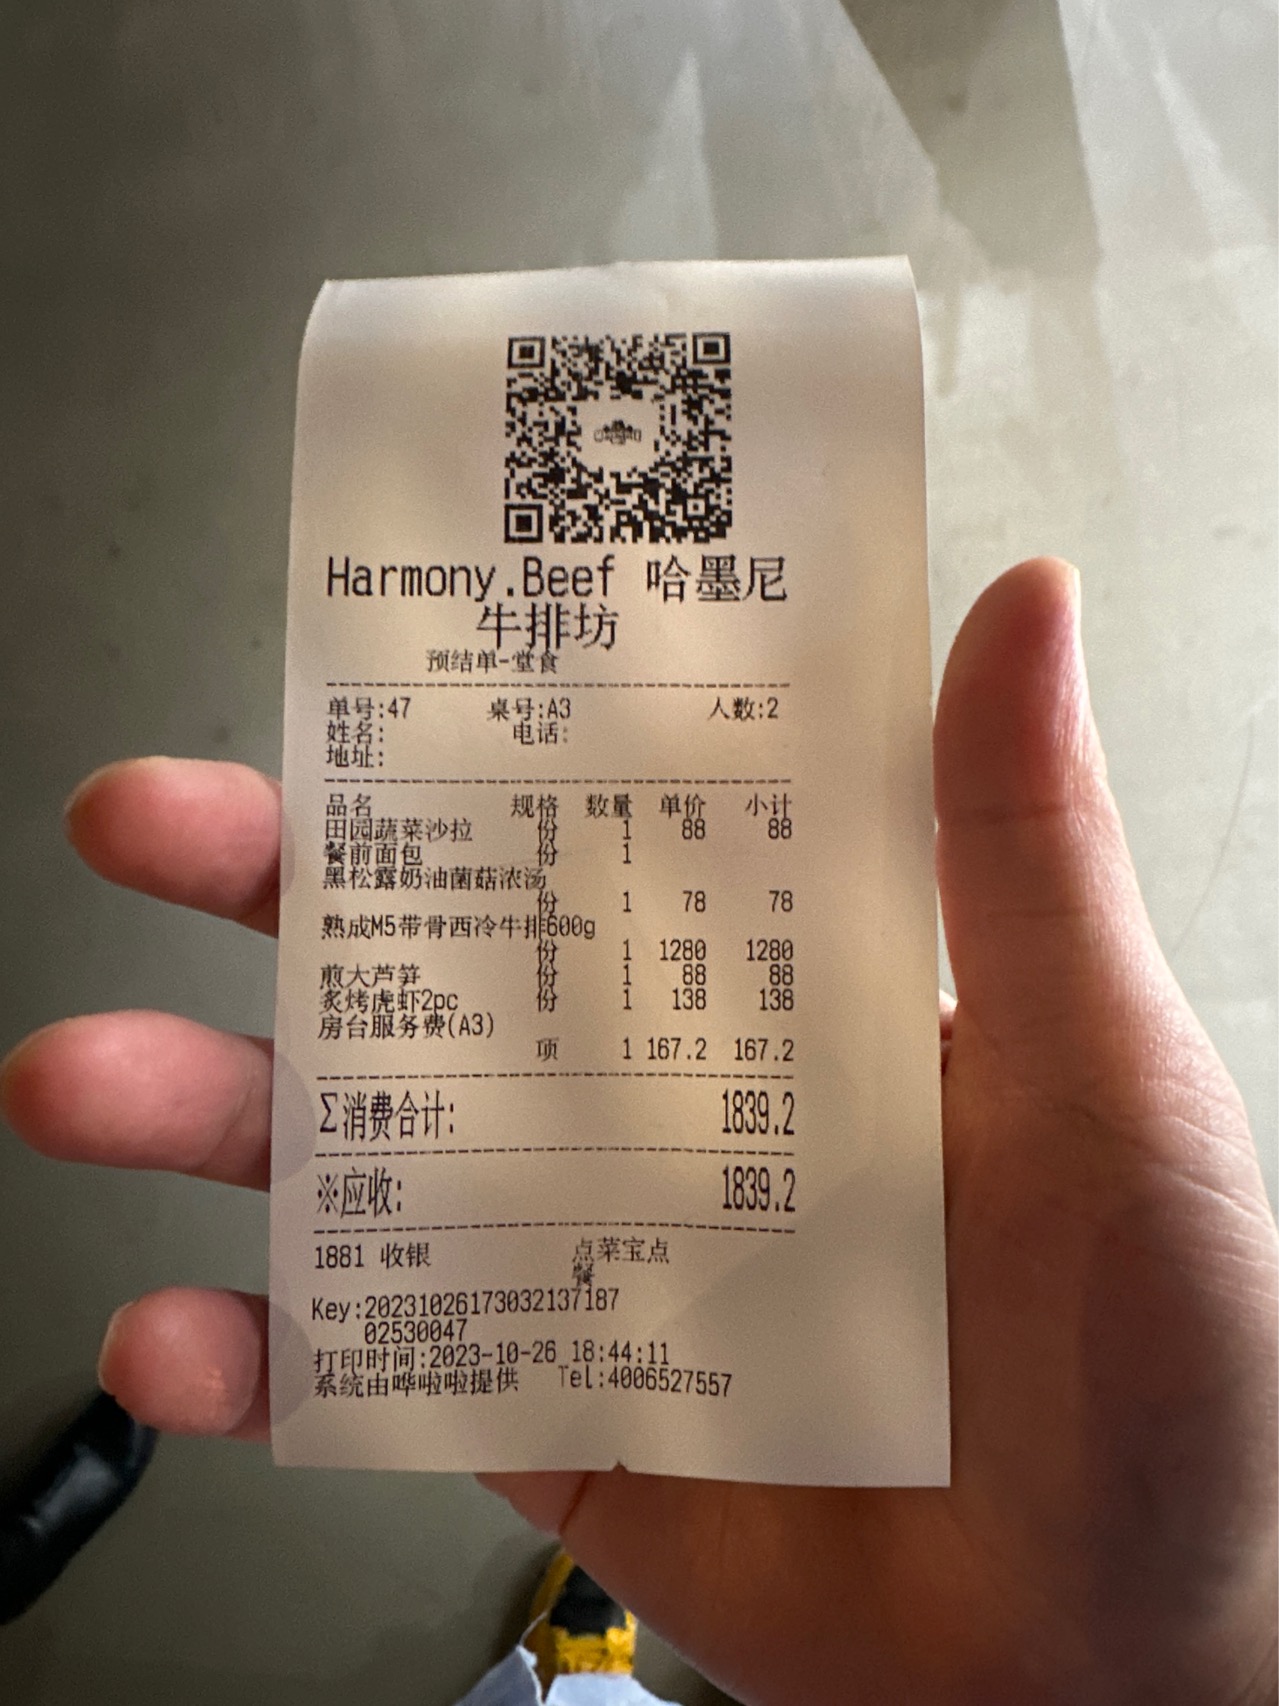 Harmony.Beef 哈墨尼
牛排坊
预结单-堂食
单号:47 桌号:A3 人数:2
姓名: 电话:
地址:
品名 规格 数量 单价 小计
田园蔬菜沙拉 份 1 88 88
餐前面包 份 1
黑松露奶油菌菇浓汤
份 1 78 78
熟成M5带骨西冷牛排600g
份 1 1280 1280
煎大芦笋 份 1 88 88
炙烤虎虾2pc 份 1 138 138
房台服务费(A3)
项 1 167.2 167.2
Σ消费合计: 1839.2
※应收: 1839.2
1881 收银 点菜宝点
餐
Key:20231026173032137187
02530047
打印时间:2023-10-26 18:44:11
系统由哗啦啦提供 Tel:4006527557